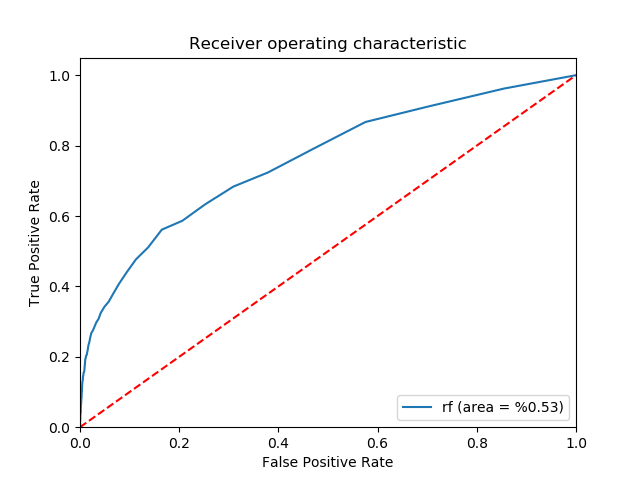 Receiver operating characteristic
1.0
0.8
0.6
0.4
0.2
0.0
True Positive Rate
rf (area = %0.53)
0.0 0.2 0.4 0.6 0.8 1.0
False Positive Rate